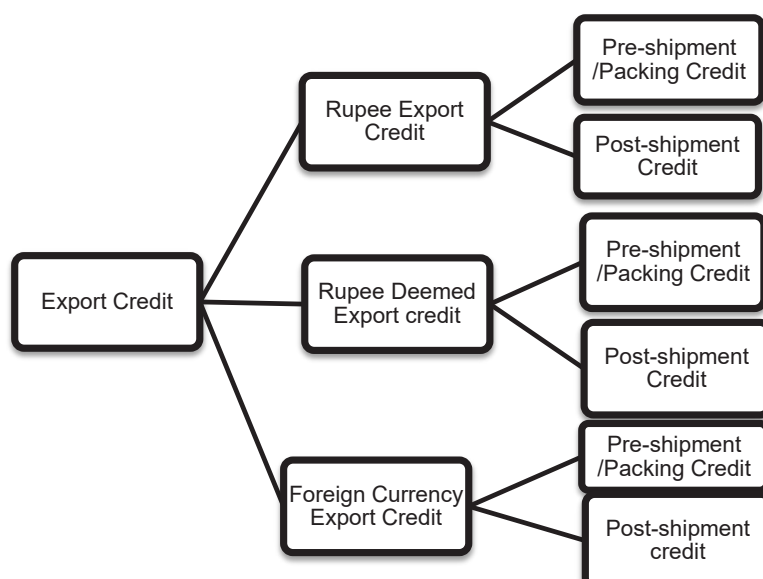 Export Credit
Rupee Export
Credit
Pre-shipment
/Packing Credit
Post-shipment
Credit
Rupee Deemed
Export credit
Pre-shipment
/Packing Credit
Post-shipment
Credit
Foreign Currency
Export Credit
Pre-shipment
/Packing Credit
Post-shipment
credit